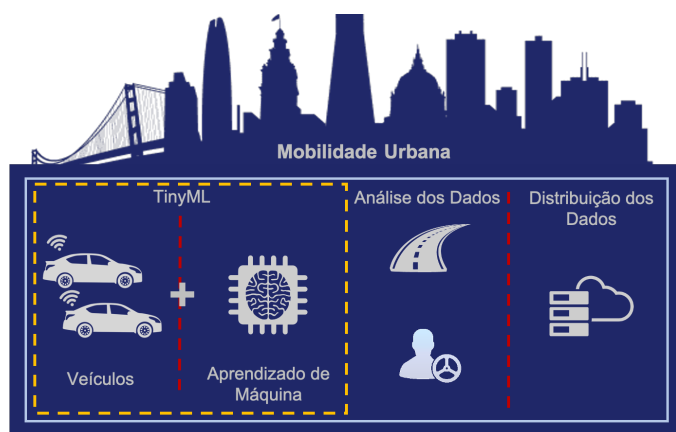 Mobilidade Urbana
TinyML
Análise dos Dados
Distribuição dos
Dados
Veículos
Aprendizado de
Máquina